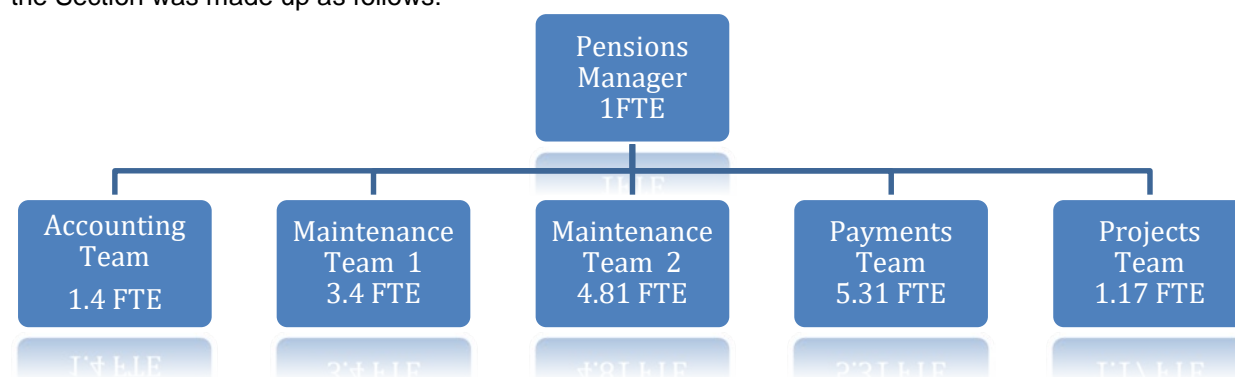 the Section was made up as follows:
Pensions
Manager
1FTE
Accounting
Team
1.4 FTE
Maintenance
Team 1
3.4 FTE
Maintenance
Team 2
4.81 FTE
Payments
Team
5.31 FTE
Projects
Team
1.17 FTE